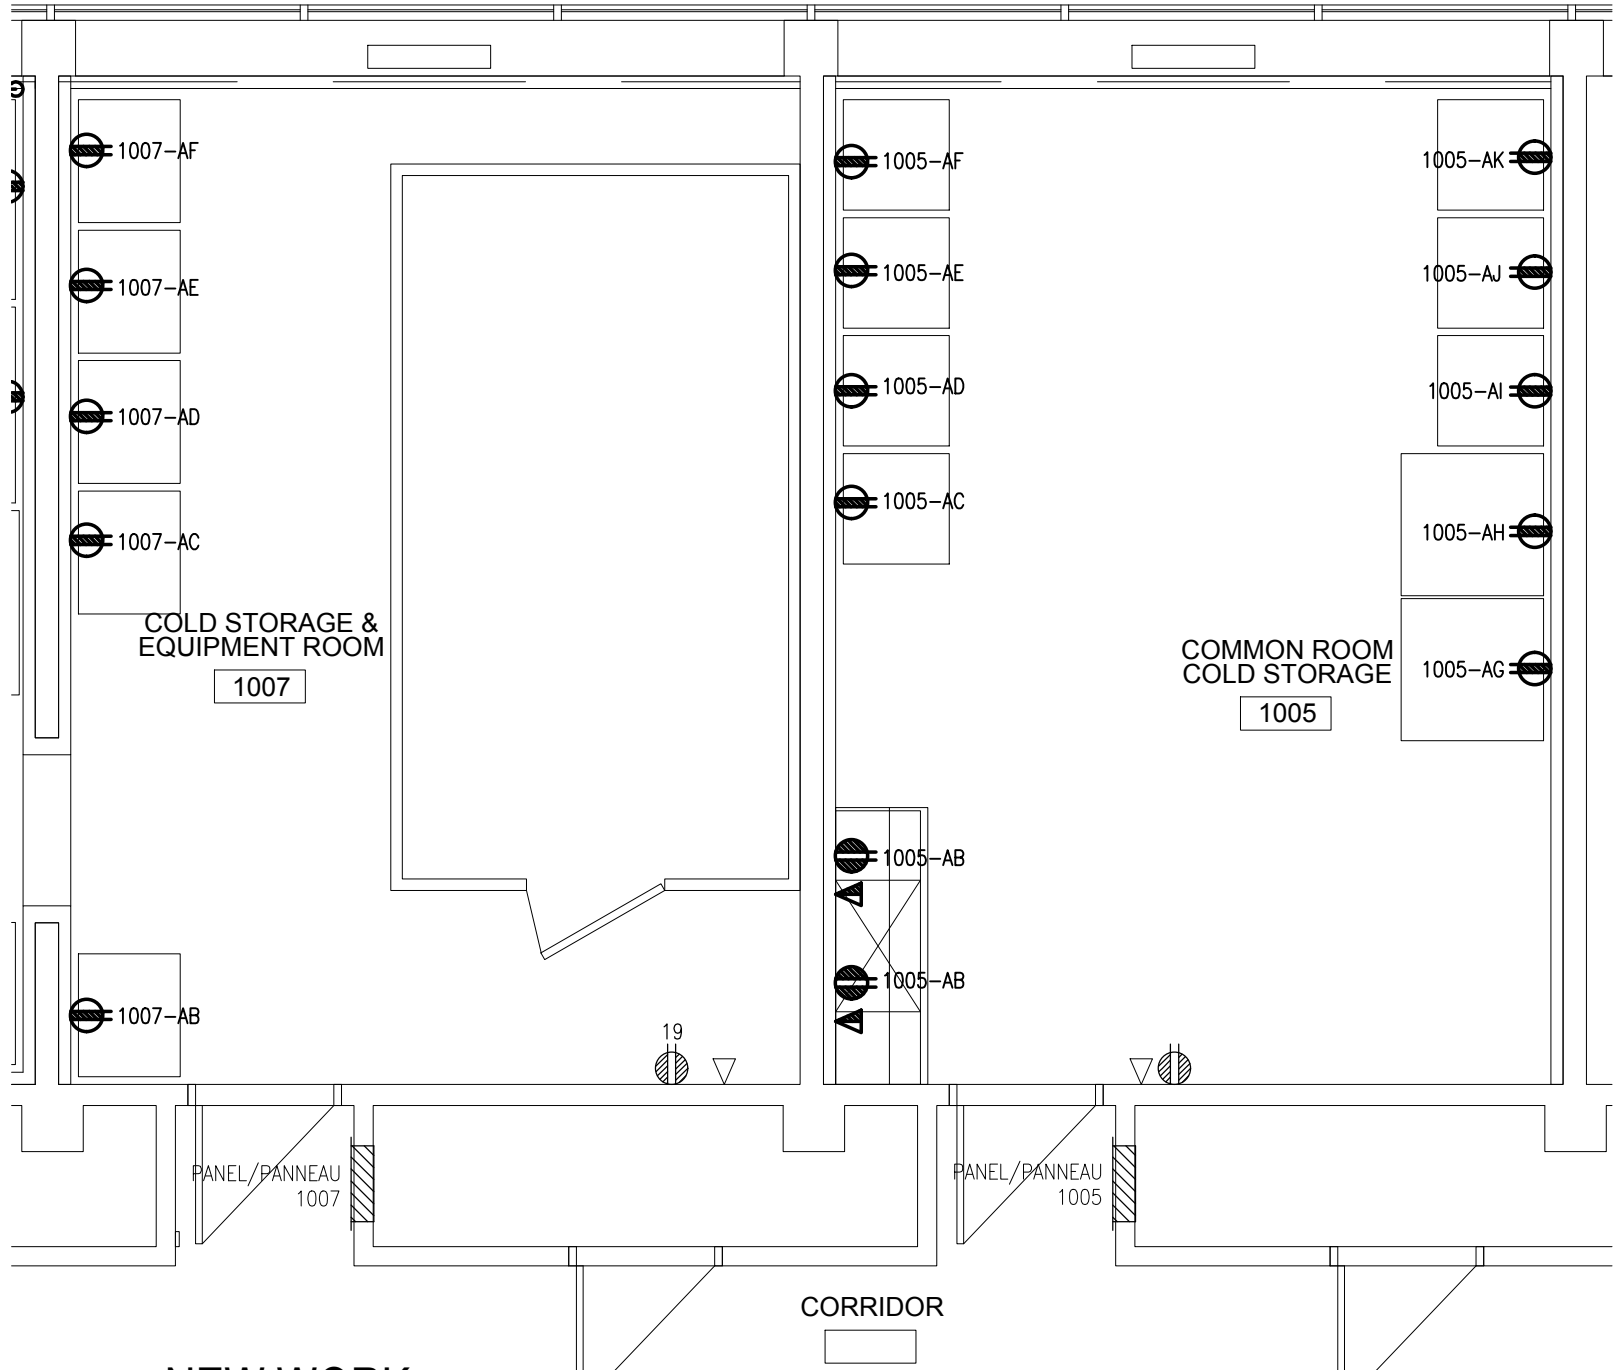 1007-AF
1007-AE
1007-AD
1007-AC
COLD STORAGE &
EQUIPMENT ROOM
1007
1007-AB
19
1005-AF
1005-AE
1005-AD
1005-AC
1005-AB
1005-AB
1005-AK
1005-AJ
1005-AI
1005-AH
1005-AG
COMMON ROOM
COLD STORAGE
1005
PANEL/PANNEAU
1007
PANEL/PANNEAU
1005
CORRIDOR
NEW WORK